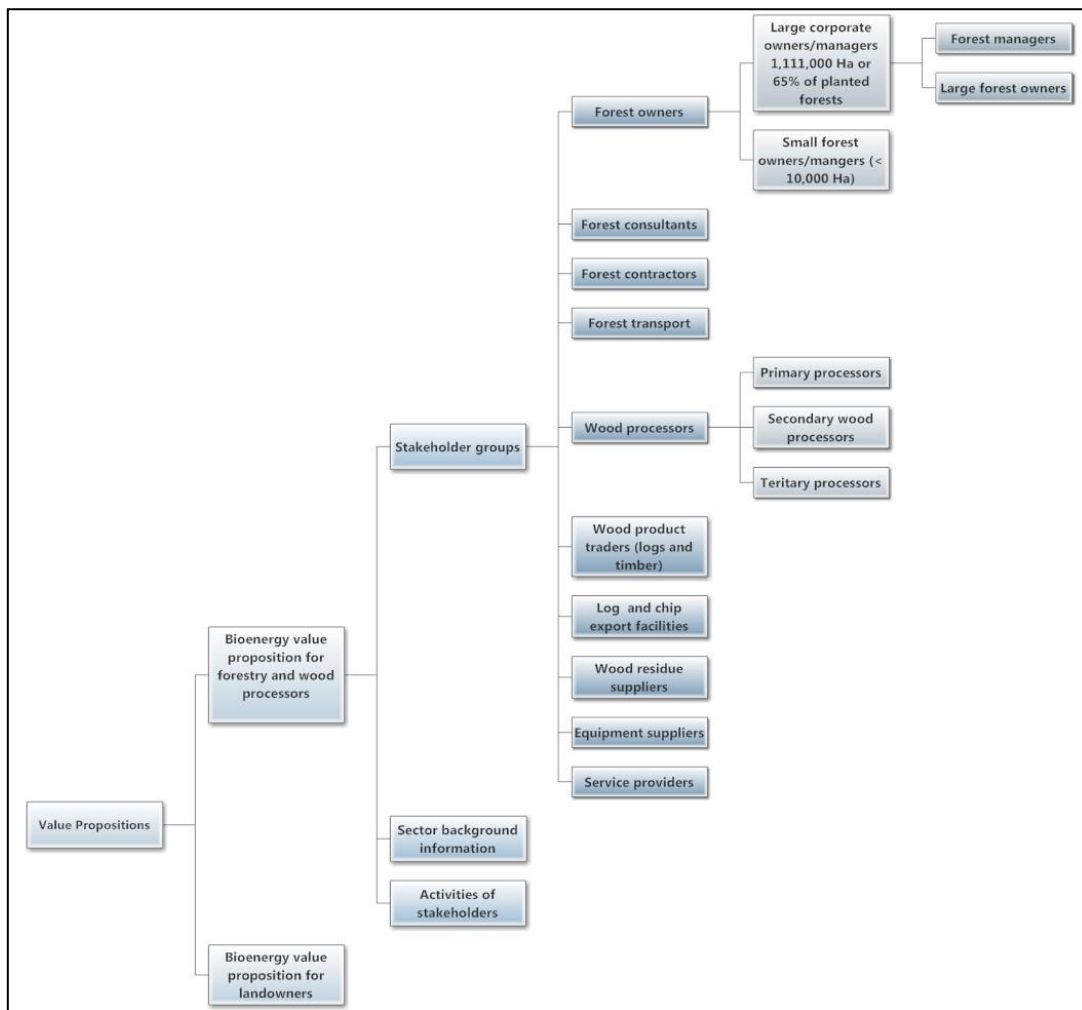 Large corporate
owners/managers
1,111,000 Ha or
65% of planted
forests
Forest managers
Large forest owners
Forest owners
Small forest
owners/mangers (<
10,000 Ha)
Forest consultants
Forest contractors
Forest transport
Primary processors
Wood processors
Secondary wood
processors
Teritary processors
Stakeholder groups
Wood product
traders (logs and
timber)
Log and chip
export facilities
Bioenergy value
proposition for
forestry and wood
processors
Wood residue
suppliers
Equipment suppliers
Service providers
Value Propositions
Sector background
information
Activities of
stakeholders
Bioenergy value
proposition for
landowners